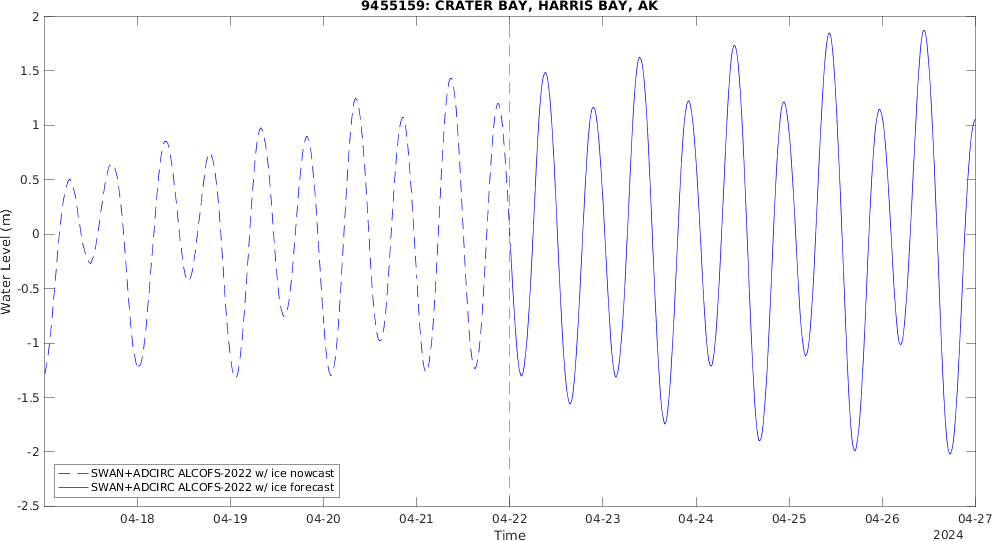 9455159: CRATER BAY, HARRIS BAY, AK
2
1.5
1
0.5
0
-0.5
-1
-1.5
-2
-2.5
Water Level (m)
SWAN+ADCIRC ALCOFS-2022 w/ ice nowcast
SWAN+ADCIRC ALCOFS-2022 w/ ice forecast
04-18 04-19 04-20 04-21 04-22 04-23 04-24 04-25 04-26 04-27
Time
2024